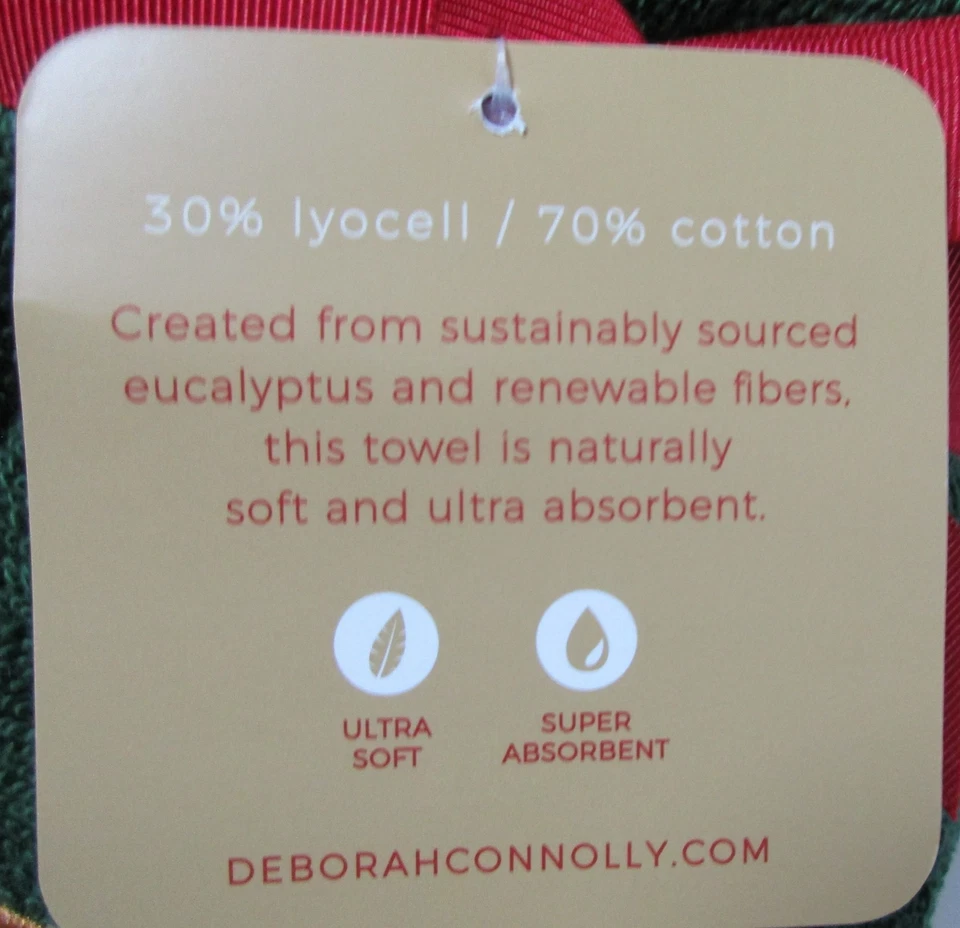 30% lyocell / 70% cotton
Created from sustainably sourced
eucalyptus and renewable fibers,
this towel is naturally
soft and ultra absorbent.
ULTRA
SOFT
SUPER
ABSORBENT
DEBORAHCONNOLLY.COM